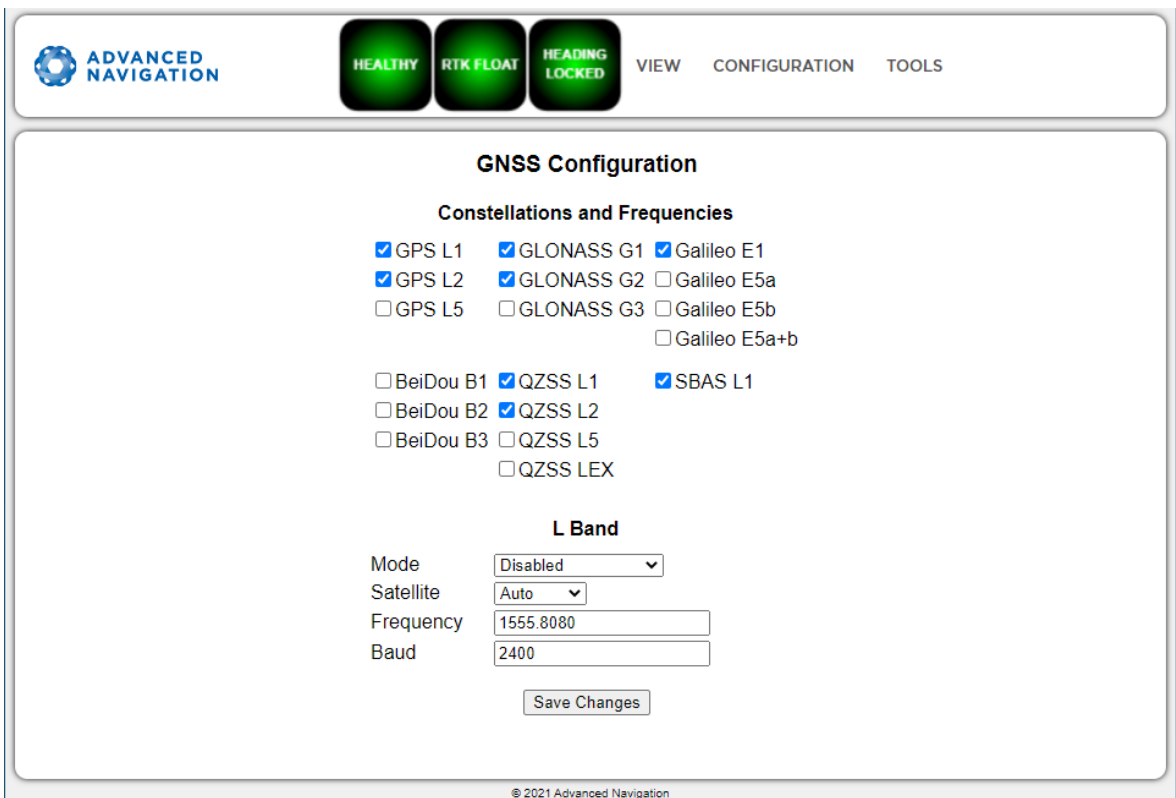 ADVANCED
NAVIGATION
HEALTHY
RTK FLOAT
HEADING
LOCKED
VIEW
CONFIGURATION
TOOLS
GNSS Configuration
Constellations and Frequencies
GPS L1 GLONASS G1 Galileo E1
GPS L2 GLONASS G2 Galileo E5a
GPS L5 GLONASS G3 Galileo E5b
Galileo E5a+b
BeiDou B1 QZSS L1 SBAS L1
BeiDou B2 QZSS L2
BeiDou B3 QZSS L5
QZSS LEX
L Band
Mode Disabled
Satellite Auto
Frequency 1555.8080
Baud 2400
Save Changes
© 2021 Advanced Navigation